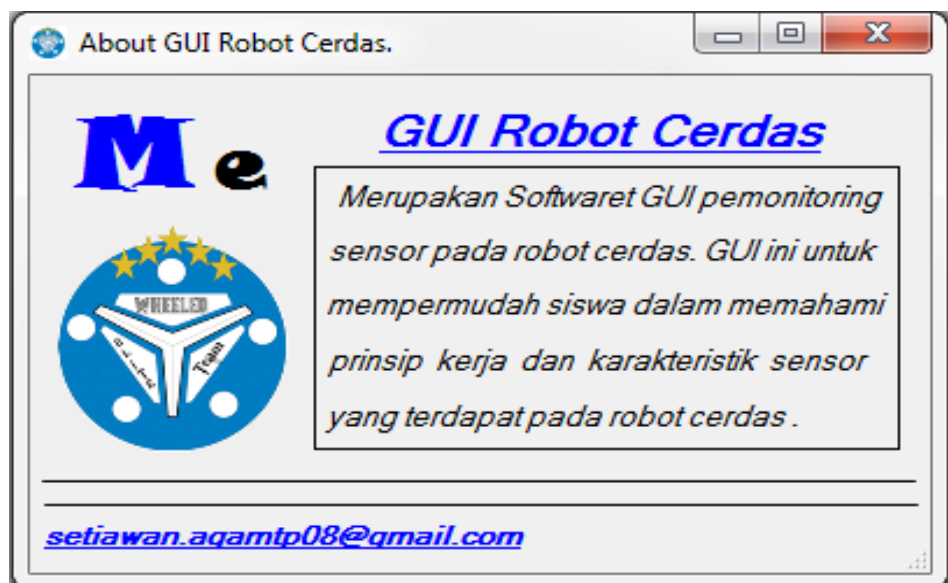 About GUI Robot Cerdas.
Me
GUI Robot Cerdas
Merupakan Softwaret GUI pemonitoring
sensor pada robot cerdas. GUI ini untuk
mempermudah siswa dalam memahami
prinsip kerja dan karakteristik sensor
yang terdapat pada robot cerdas .
WHEELED
Team
setiawan.agamtp08@gmail.com